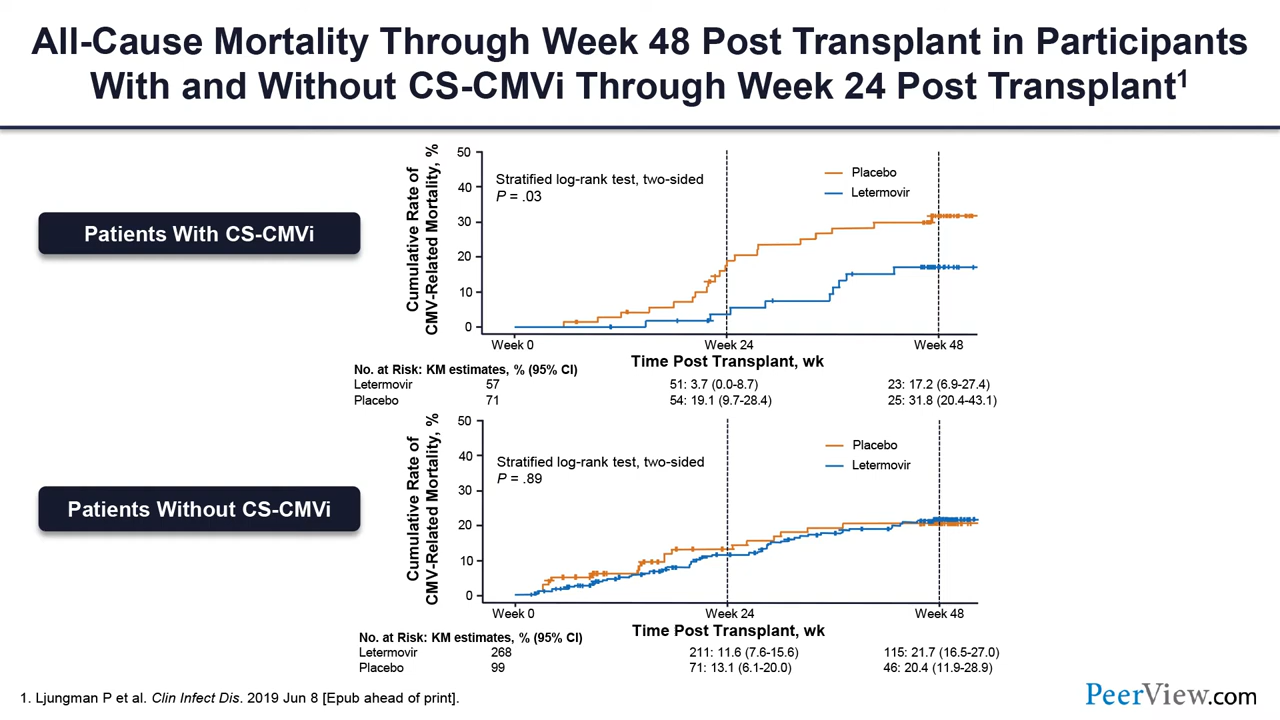 All-Cause Mortality Through Week 48 Post Transplant in Participants
With and Without CS-CMVi Through Week 24 Post Transplant1
Patients With CS-CMVi
Cumulative Rate of
CMV-Related Mortality, %
50
40
30
20
10
0
Stratified log-rank test, two-sided
P = .03
Placebo
Letermovir
Week 0
Week 24
Week 48
Time Post Transplant, wk
No. at Risk: KM estimates, % (95% CI)
Letermovir 57 51: 3.7 (0.0-8.7) 23: 17.2 (6.9-27.4)
Placebo 71 54: 19.1 (9.7-28.4) 25: 31.8 (20.4-43.1)
Patients Without CS-CMVi
Cumulative Rate of
CMV-Related Mortality, %
50
40
30
20
10
0
Stratified log-rank test, two-sided
P = .89
Placebo
Letermovir
Week 0
Week 24
Week 48
Time Post Transplant, wk
No. at Risk: KM estimates, % (95% CI)
Letermovir 268 211: 11.6 (7.6-15.6) 115: 21.7 (16.5-27.0)
Placebo 99 71: 13.1 (6.1-20.0) 46: 20.4 (11.9-28.9)
1. Ljungman P et al. Clin Infect Dis. 2019 Jun 8 [Epub ahead of print].
PeerView.com